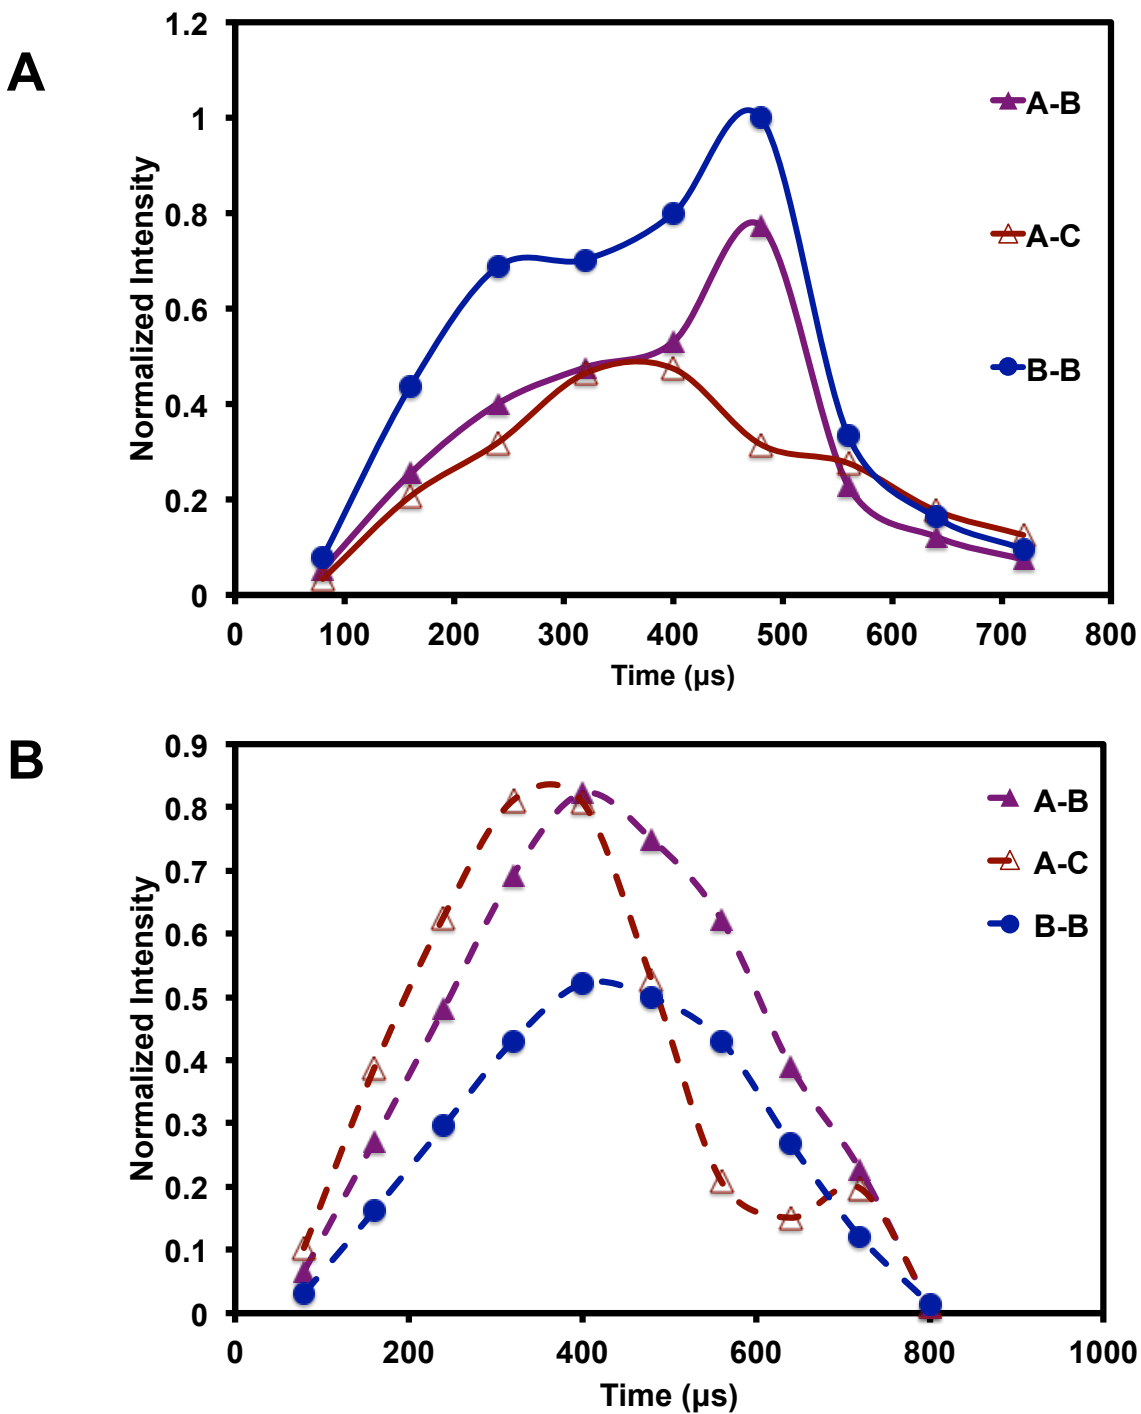 A
1.2
1
0.8
0.6
0.4
0.2
0
Normalized Intensity
A-B
A-C
B-B
0 100 200 300 400 500 600 700 800
Time (µs)
B
0.9
0.8
0.7
0.6
0.5
0.4
0.3
0.2
0.1
0
Normalized Intensity
A-B
A-C
B-B
0 200 400 600 800 1000
Time (µs)